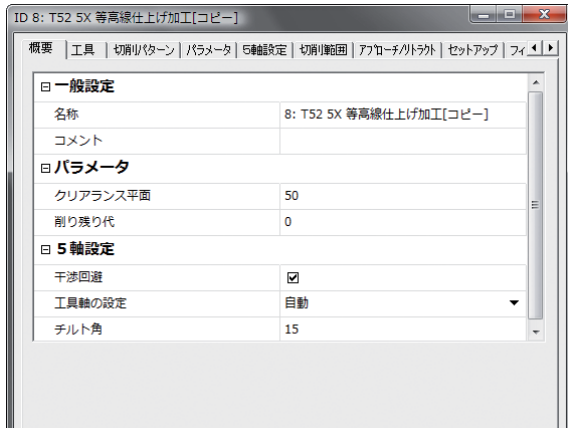 ID 8: T52 5X 等高線仕上げ加工[コピー]
概要 工具 切削パターン パラメータ 5軸設定 切削範囲 アプローチ/リトラクト セットアップ フィ
一般設定
名称 8: T52 5X 等高線仕上げ加工[コピー]
コメント
パラメータ
クリアランス平面 50
削り残り代 0
5 軸設定
干渉回避
工具軸の設定 自動
チルト角 15